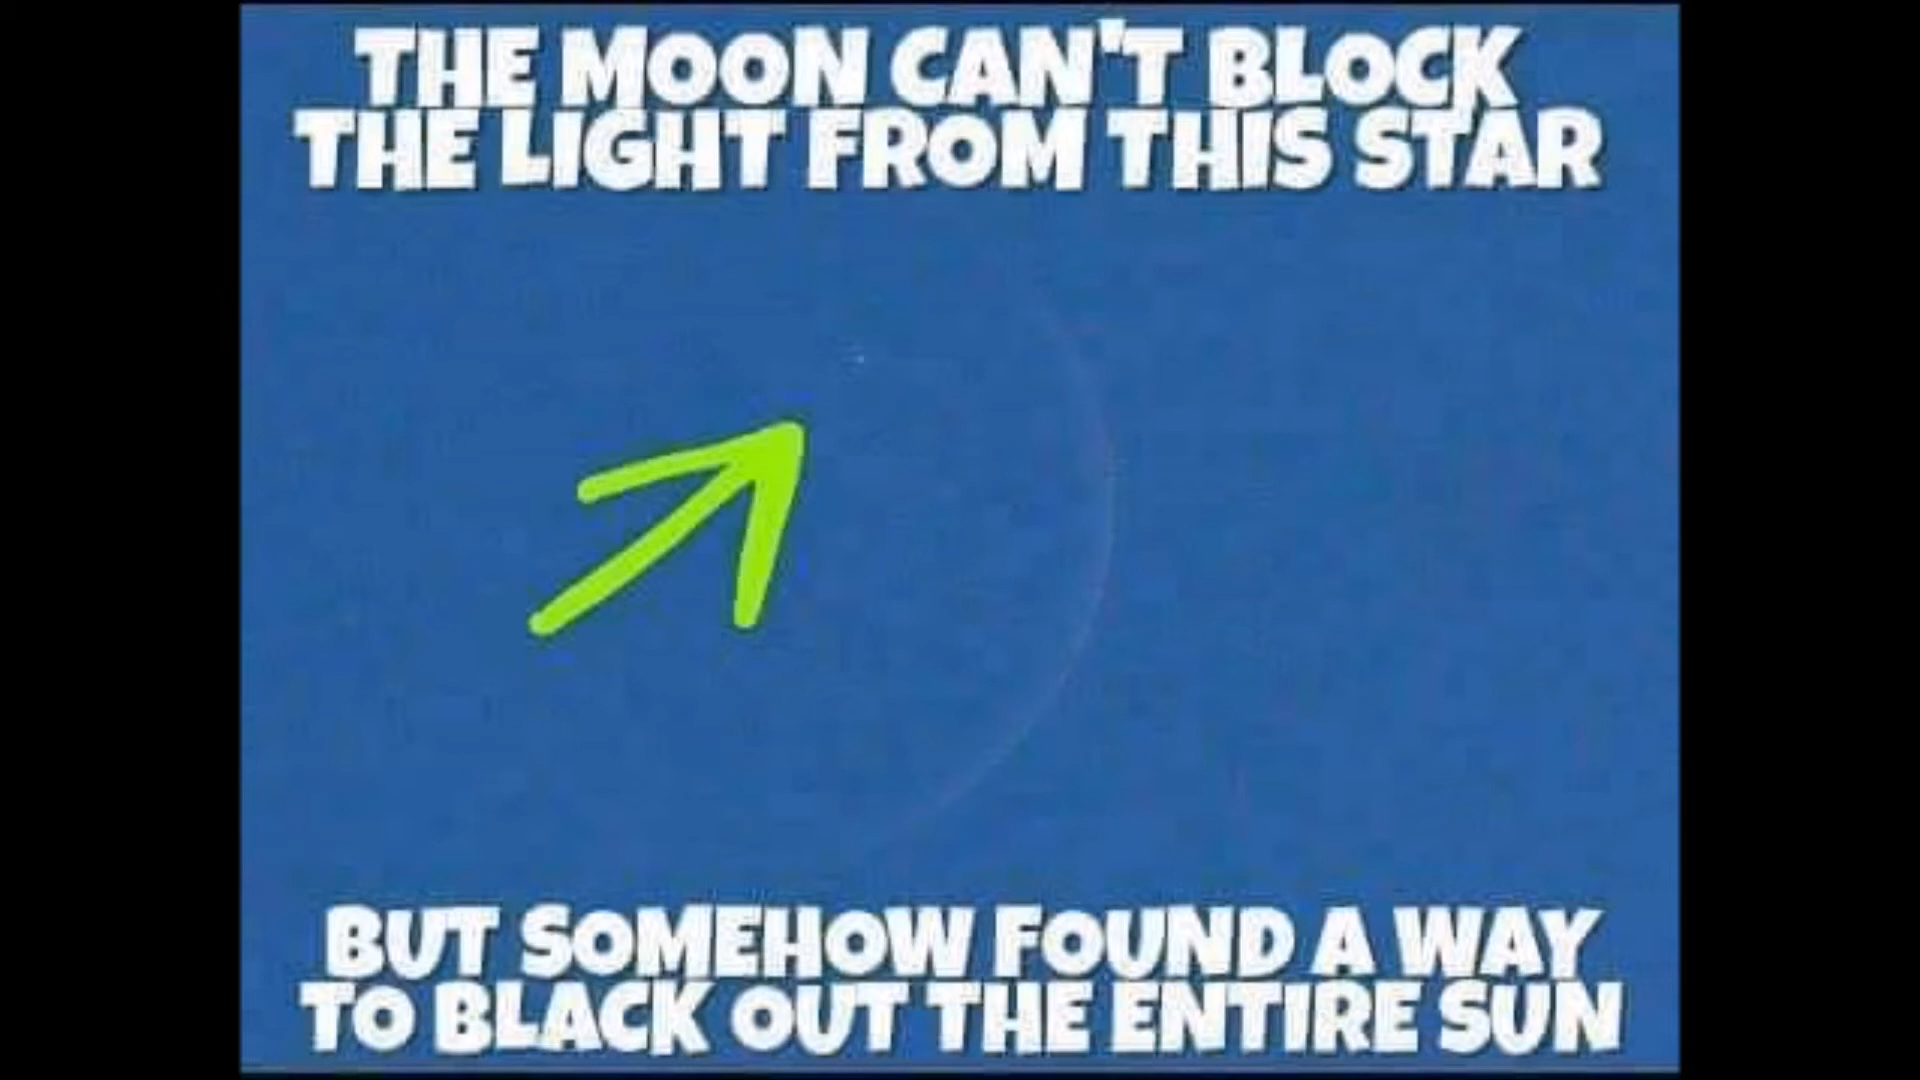 THE MOON CAN'T BLOCK
THE LIGHT FROM THIS STAR
BUT SOMEHOW FOUND A WAY
TO BLACK OUT THE ENTIRE SUN